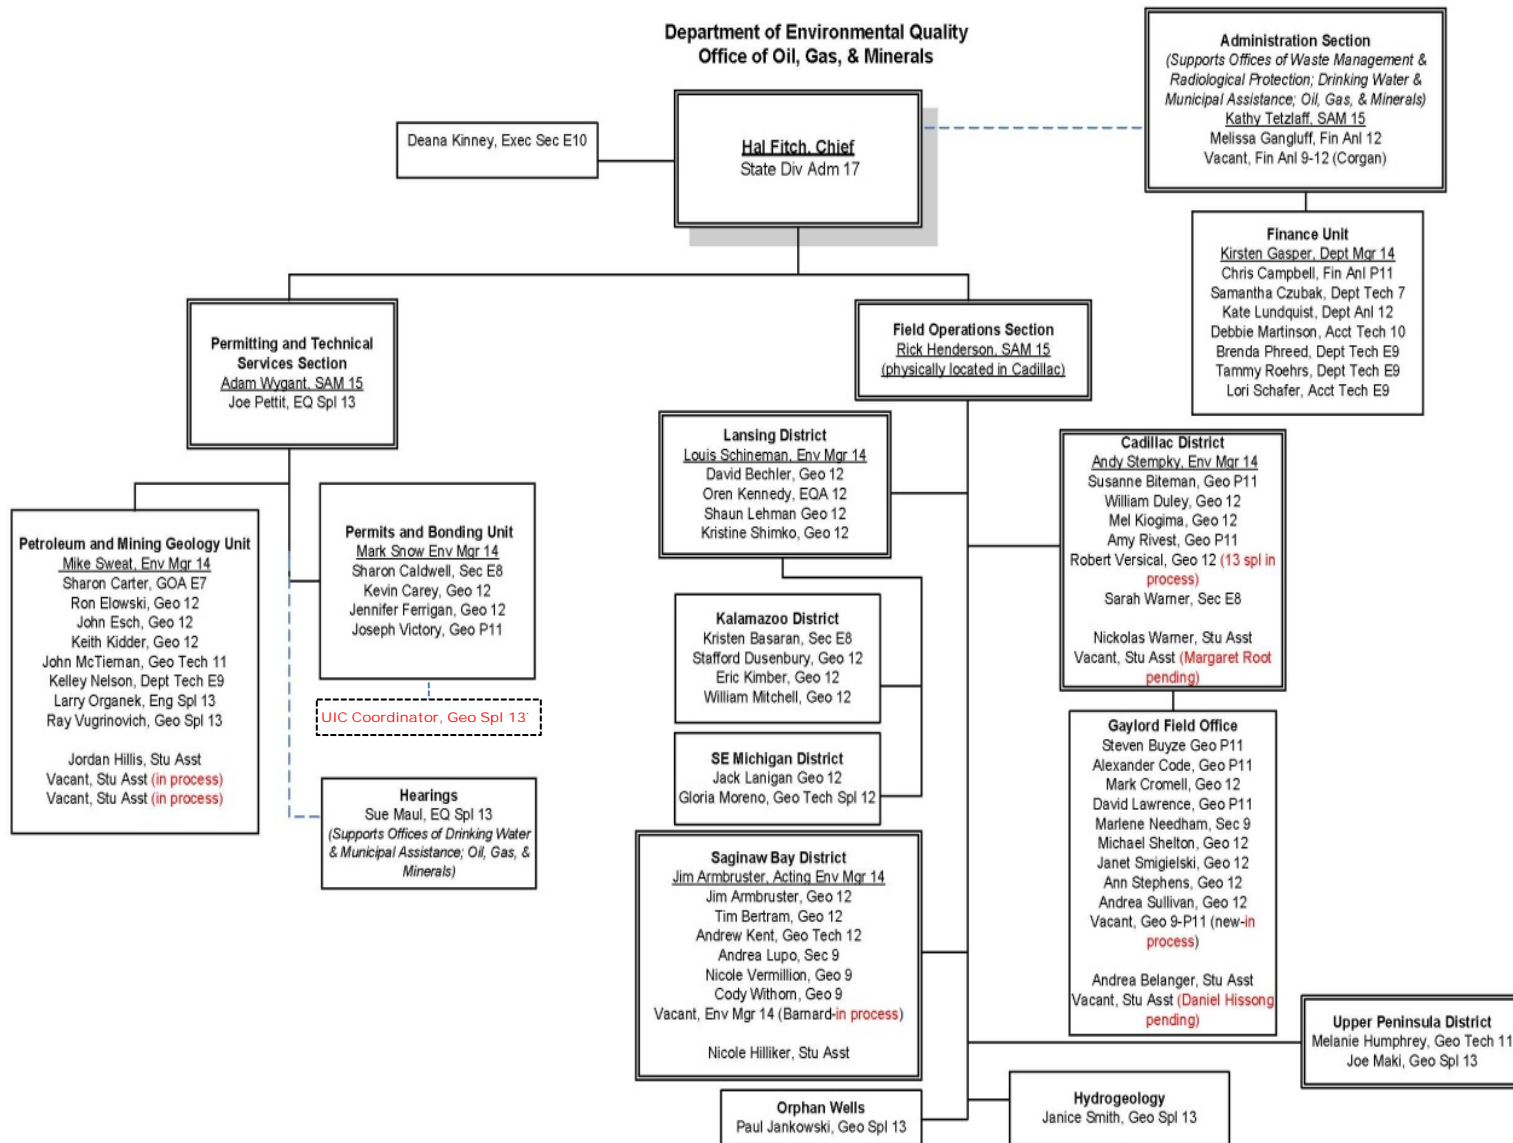 Department of Environmental Quality
Office of Oil, Gas, & Minerals
Administration Section
(Supports Offices of Waste Management &
Radiological Protection; Drinking Water &
Municipal Assistance; Oil, Gas, & Minerals)
Kathy Tetzlaff, SAM 15
Melissa Gangluff, Fin Anl 12
Vacant, Fin Anl 9-12 (Corgan)
Deana Kinney, Exec Sec E10
Hal Fitch, Chief
State Div Adm 17
Finance Unit
Kirsten Gasper, Dept Mgr 14
Chris Campbell, Fin Anl P11
Samantha Czubak, Dept Tech 7
Kate Lundquist, Dept Anl 12
Debbie Martinson, Acct Tech 10
Brenda Phreed, Dept Tech E9
Tammy Roehrs, Dept Tech E9
Lori Schafer, Acct Tech E9
Permitting and Technical
Services Section
Adam Wygant, SAM 15
Joe Pettit, EQ Spl 13
Field Operations Section
Rick Henderson, SAM 15
(physically located in Cadillac)
Petroleum and Mining Geology Unit
Mike Sweat, Env Mgr 14
Sharon Carter, GOA E7
Ron Elowski, Geo 12
John Esch, Geo 12
Keith Kidder, Geo 12
John McTiernan, Geo Tech 11
Kelley Nelson, Dept Tech E9
Larry Organek, Eng Spl 13
Ray Vugrinovich, Geo Spl 13
Jordan Hillis, Stu Asst
Vacant, Stu Asst (in process)
Vacant, Stu Asst (in process)
Permits and Bonding Unit
Mark Snow Env Mgr 14
Sharon Caldwell, Sec E8
Kevin Carey, Geo 12
Jennifer Ferrigan, Geo 12
Joseph Victory, Geo P11
UIC Coordinator, Geo Spl 13
Hearings
Sue Maul, EQ Spl 13
(Supports Offices of Drinking Water
& Municipal Assistance; Oil, Gas, &
Minerals)
Lansing District
Louis Schineman, Env Mgr 14
David Bechler, Geo 12
Oren Kennedy, EQA 12
Shaun Lehman Geo 12
Kristine Shimko, Geo 12
Kalamazoo District
Kristen Basaran, Sec E8
Stafford Dusenbury, Geo 12
Eric Kimber, Geo 12
William Mitchell, Geo 12
SE Michigan District
Jack Lanigan Geo 12
Gloria Moreno, Geo Tech Spl 12
Saginaw Bay District
Jim Armbruster, Acting Env Mgr 14
Jim Armbruster, Geo 12
Tim Bertram, Geo 12
Andrew Kent, Geo Tech 12
Andrea Lupo, Sec 9
Nicole Vermillion, Geo 9
Cody Withorn, Geo 9
Vacant, Env Mgr 14 (Barnard-in process)
Nicole Hilliker, Stu Asst
Orphan Wells
Paul Jankowski, Geo Spl 13
Cadillac District
Andy Stempky, Env Mgr 14
Susanne Biteman, Geo P11
William Duley, Geo 12
Mel Kiogima, Geo 12
Amy Rivest, Geo P11
Robert Versical, Geo 12 (13 spl in
process)
Sarah Warner, Sec E8
Nickolas Warner, Stu Asst
Vacant, Stu Asst (Margaret Root
pending)
Gaylord Field Office
Steven Buyze Geo P11
Alexander Code, Geo P11
Mark Cromell, Geo 12
David Lawrence, Geo P11
Marlene Needham, Sec 9
Michael Shelton, Geo 12
Janet Smigielski, Geo 12
Ann Stephens, Geo 12
Andrea Sullivan, Geo 12
Vacant, Geo 9-P11 (new-in
process)
Andrea Belanger, Stu Asst
Vacant, Stu Asst (Daniel Hissong
pending)
Upper Peninsula District
Melanie Humphrey, Geo Tech 11
Joe Maki, Geo Spl 13
Hydrogeology
Janice Smith, Geo Spl 13